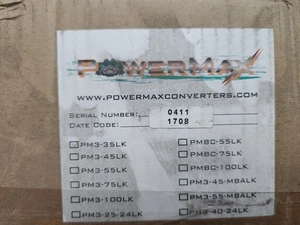 POWERMAX
WWW.POWERMAXCONVERTERS.COM
SERIAL NUMBER: 0411
DATE CODE: 1708
PM3-35LK PMBC-55LK
PM3-45LK PMBC-75LK
PM3-55LK PMBC-100LK
PM3-75LK PM3-45-MBALK
PM3-100LK PM3-55-MBALK
PM3-25-24LK PM3-40-24LK